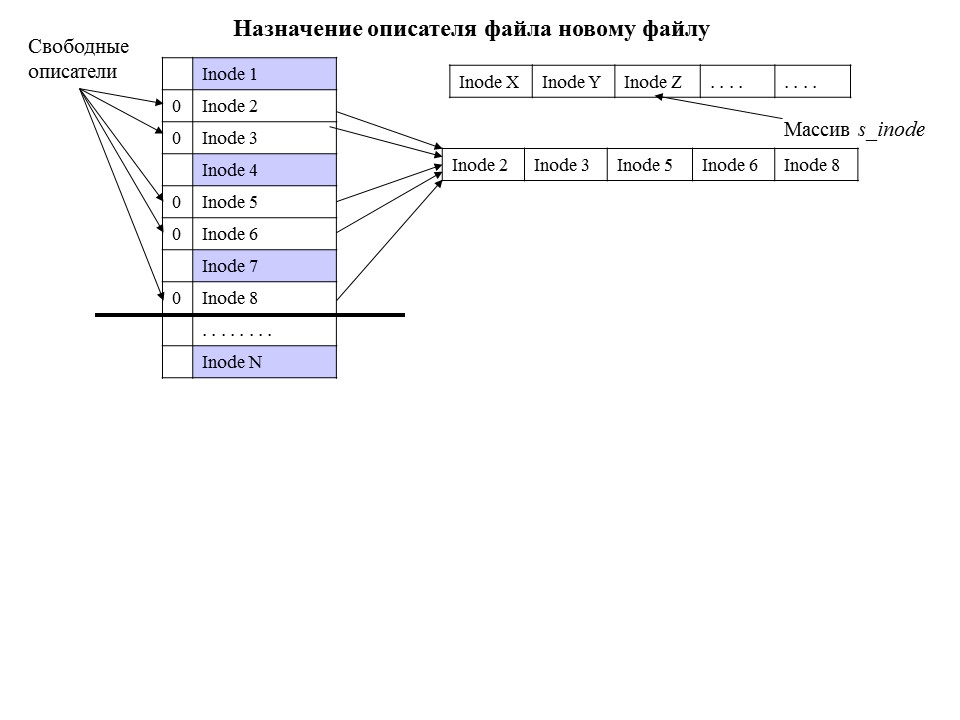 Назначение описателя файла новому файлу
Свободные
описатели
Inode 1
0 Inode 2
0 Inode 3
Inode 4
0 Inode 5
0 Inode 6
Inode 7
0 Inode 8
. . . . . . . .
Inode N
Inode X Inode Y Inode Z . . . . . . . .
Массив s_inode
Inode 2 Inode 3 Inode 5 Inode 6 Inode 8